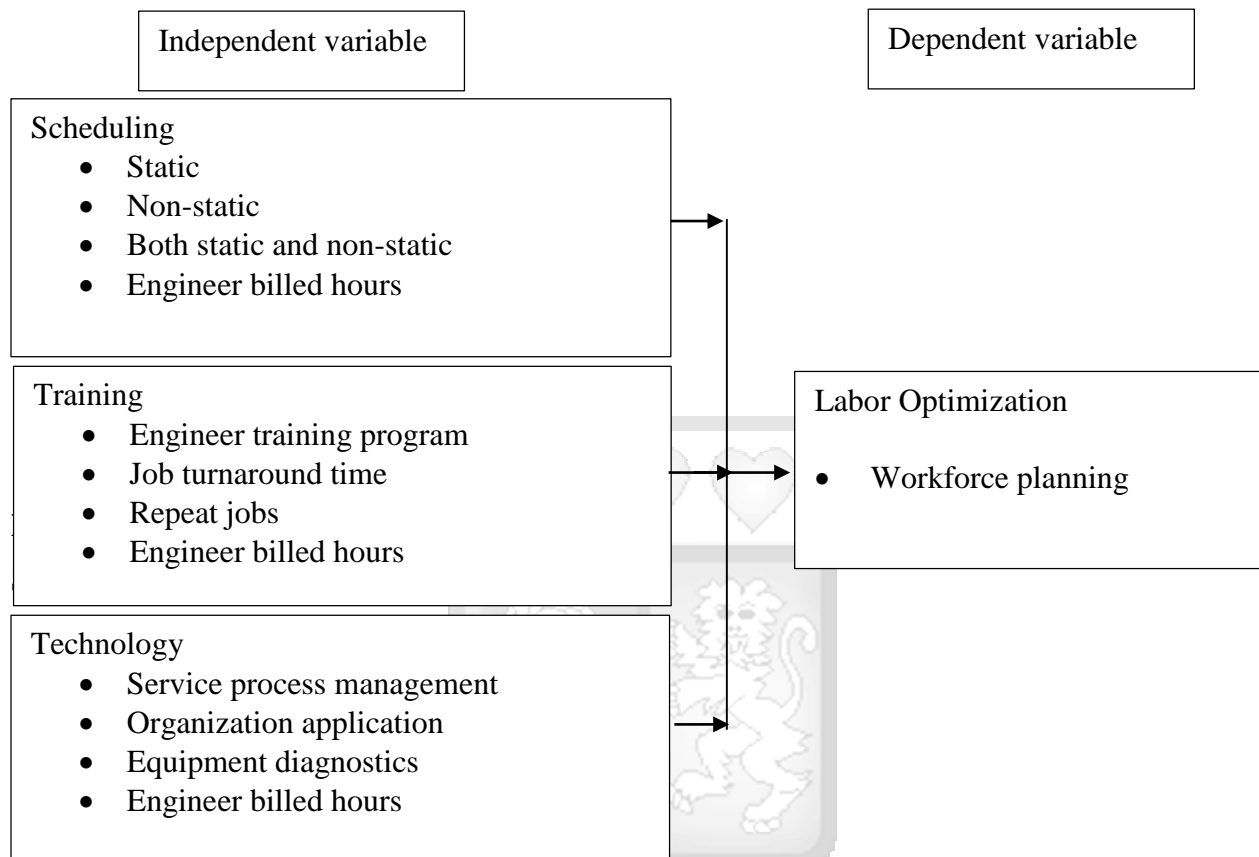 Independent variable
Dependent variable
Scheduling
• Static
• Non-static
• Both static and non-static
• Engineer billed hours
Training
• Engineer training program
• Job turnaround time
• Repeat jobs
• Engineer billed hours
Labor Optimization
• Workforce planning
Technology
• Service process management
• Organization application
• Equipment diagnostics
• Engineer billed hours